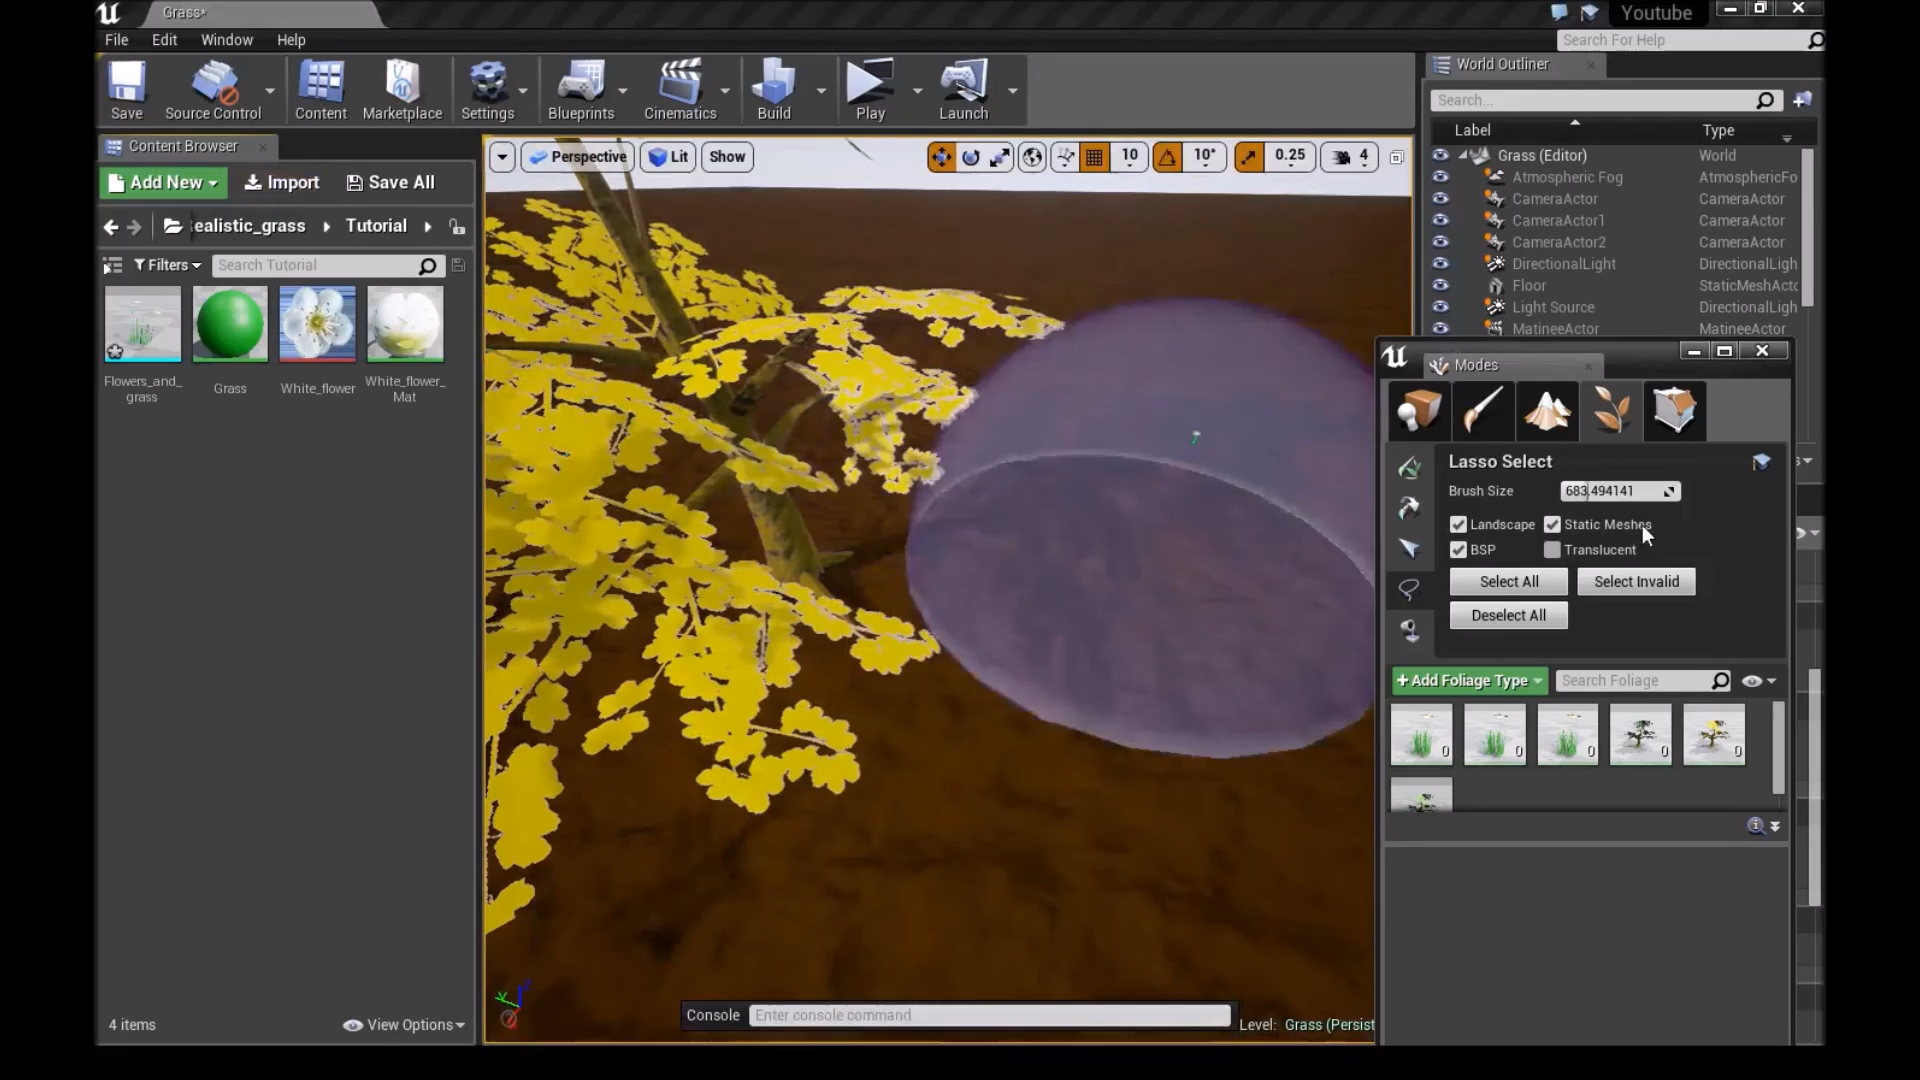 Grass*
Youtube
File Edit Window Help
Search For Help
Save Source Control Content Marketplace Settings Blueprints Cinematics Build Play Launch
World Outliner
Search...
Label Type
Grass (Editor) World
Atmospheric Fog AtmosphericFo
CameraActor CameraActor
CameraActor1 CameraActor
CameraActor2 CameraActor
DirectionalLight DirectionalLigh
Floor StaticMeshActo
Light Source DirectionalLigh
MatineeActor MatineeActor
Content Browser
Add New Import Save All
ealistic_grass Tutorial
Filters Search Tutorial
Flowers_and_
grass
Grass
White_flower
White_flower_
Mat
4 items View Options
Perspective Lit Show 10 10° 0.25 4
Console Enter console command
Level: Grass (Persist
Modes
Lasso Select
Brush Size 683.494141
Landscape Static Meshes
BSP Translucent
Select All Select Invalid
Deselect All
+Add Foliage Type Search Foliage
0 0 0 0 0